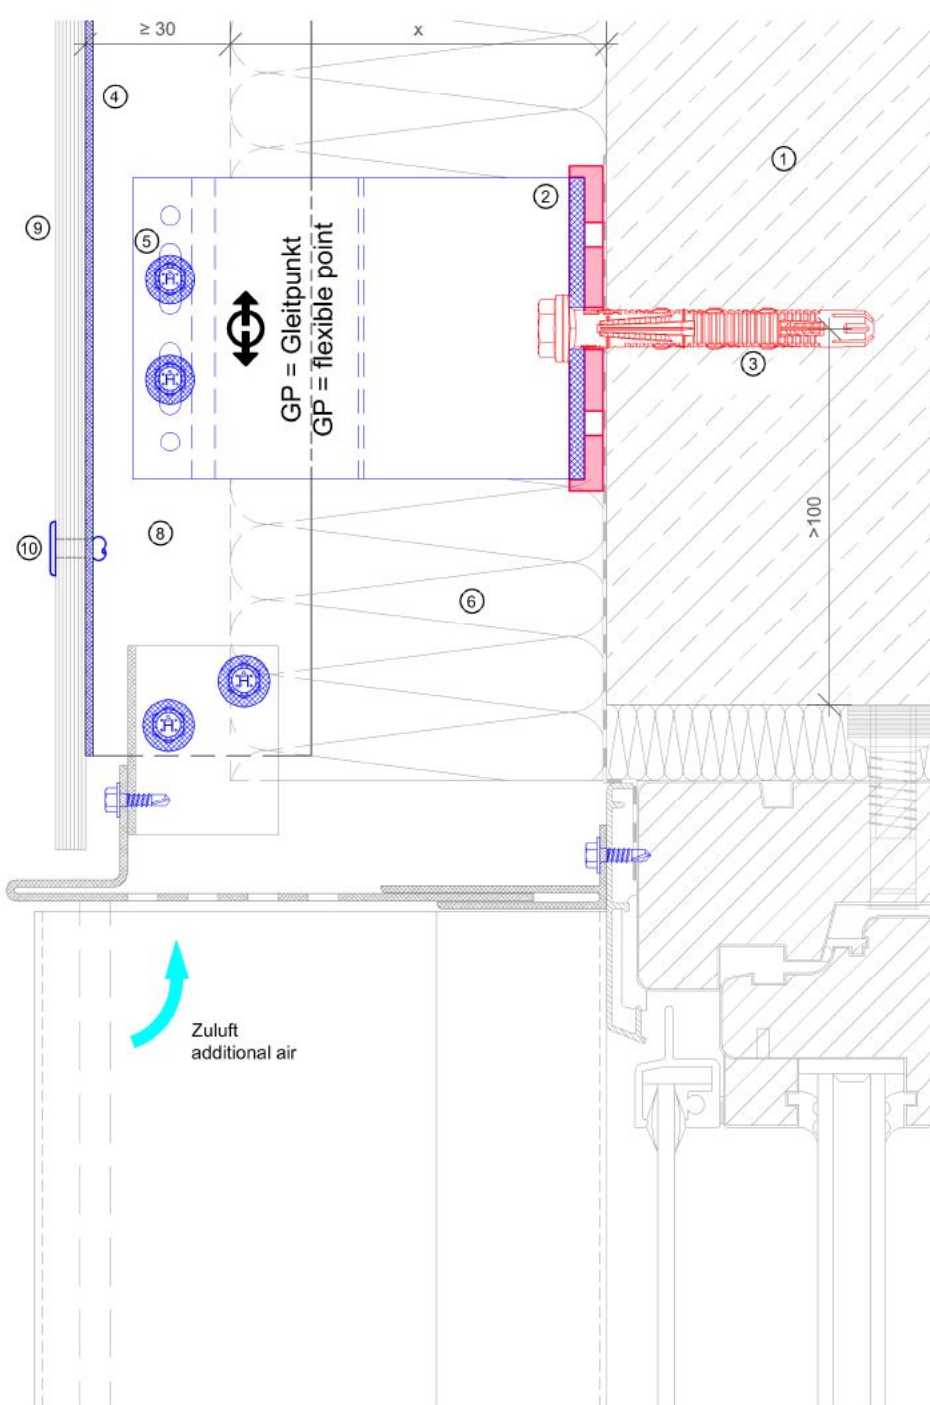 ≥ 30
x
4
1
2
9
5
GP = Gleitpunkt
GP = flexible point
3
>100
8
10
6
Zuluft
additional air